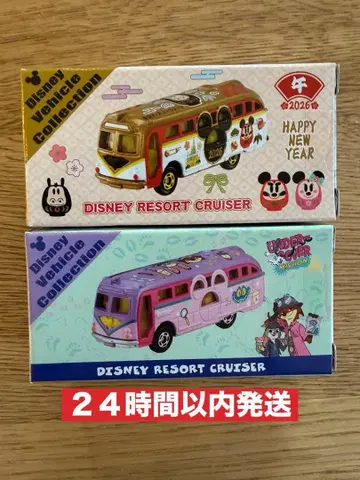 Disney
Vehicle
Collection
午
2026
HAPPY
NEW
YEAR
DISNEY RESORT CRUISER
Disney
Vehicle
Collection
DISNEY RESORT CRUISER
２４時間以内発送